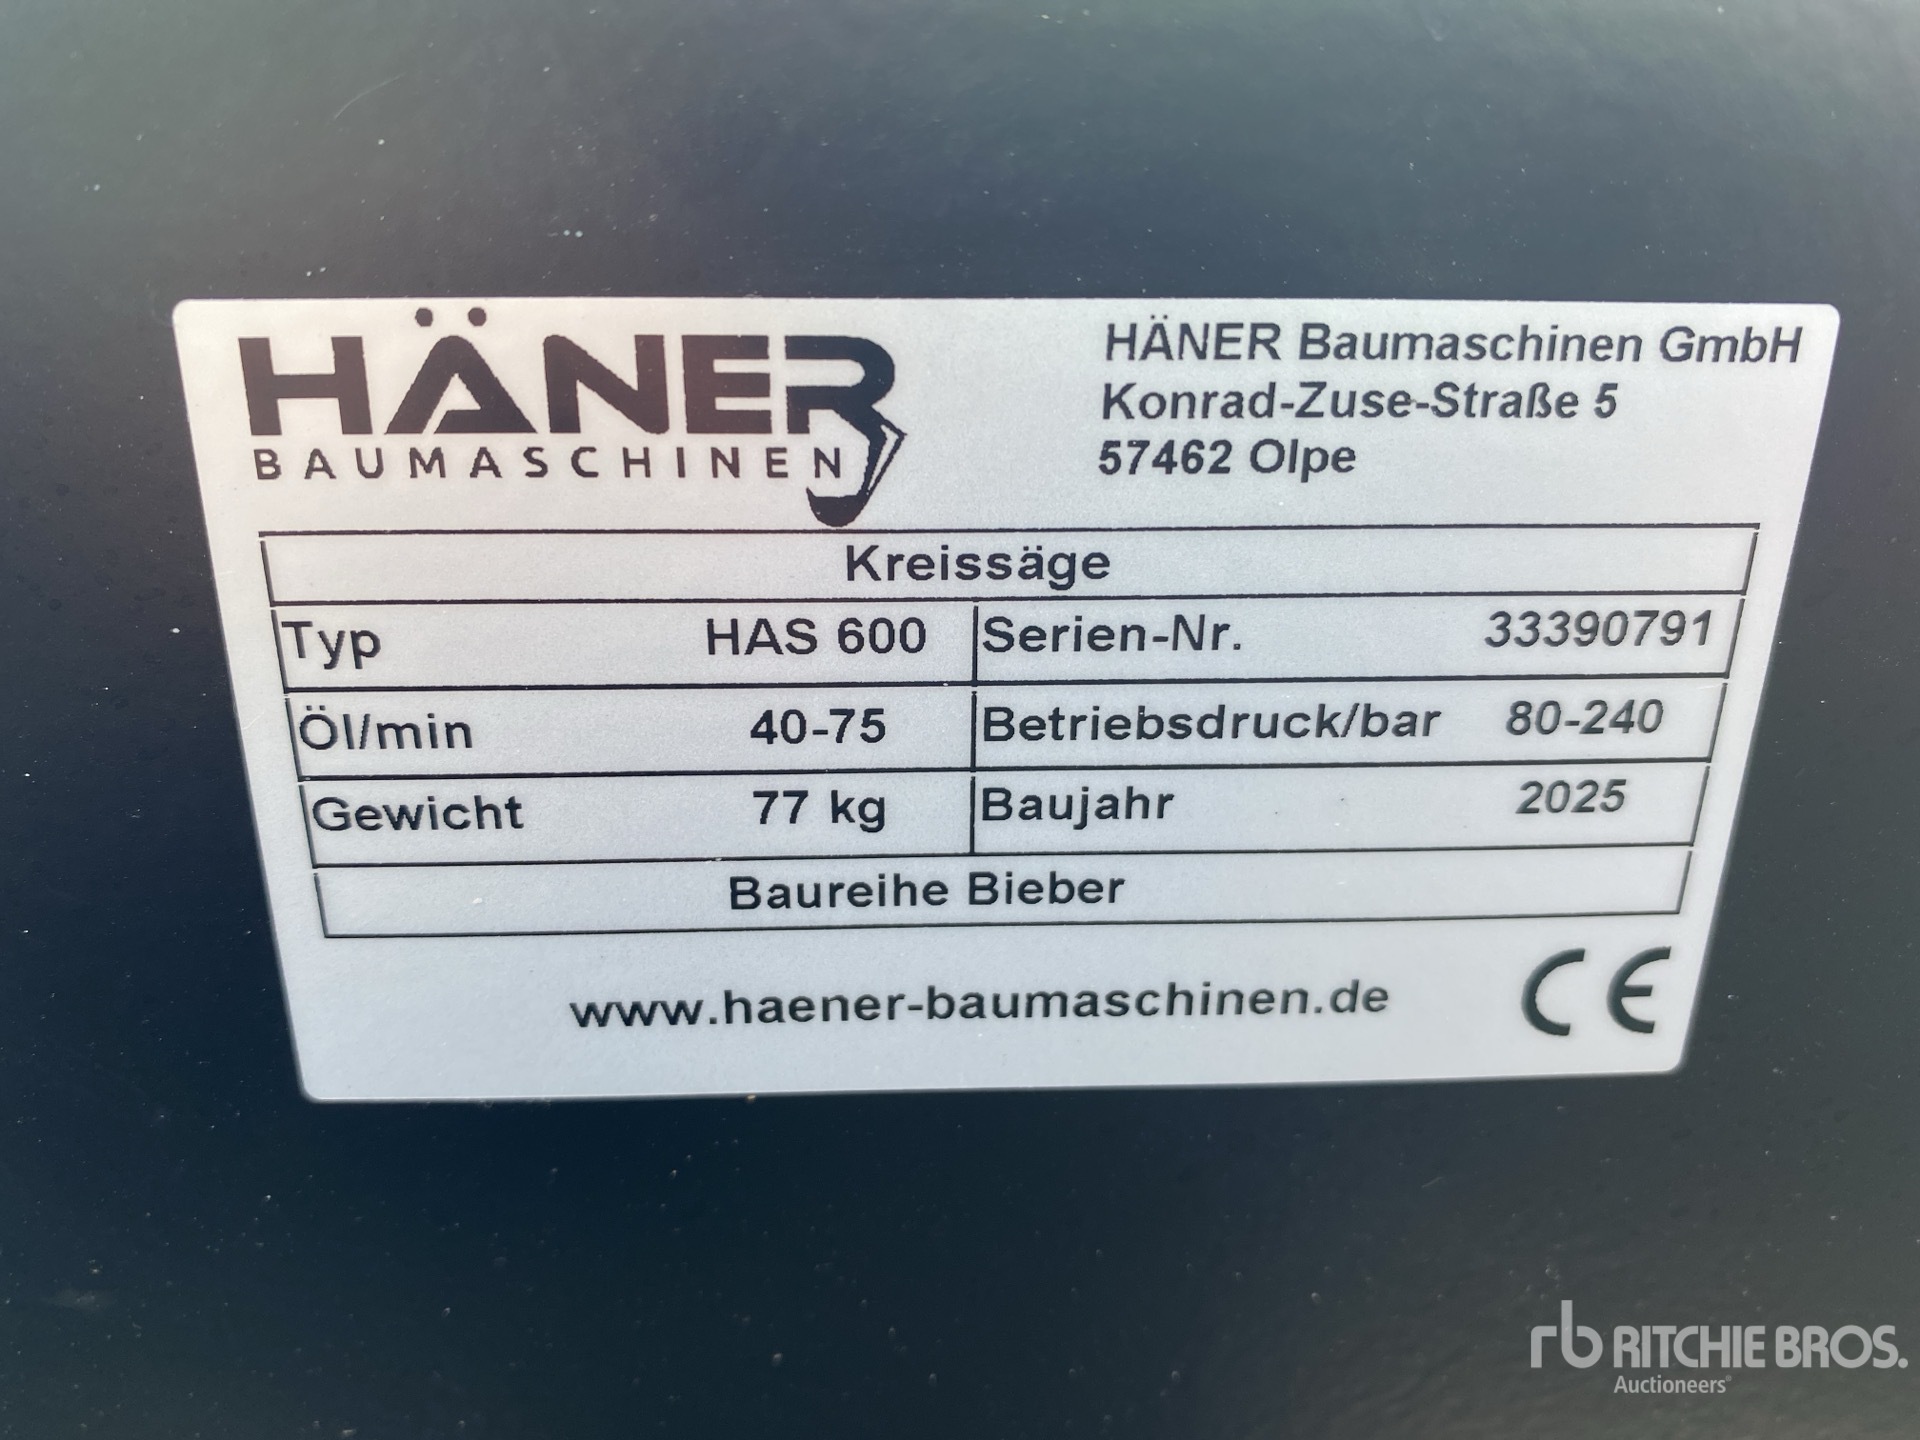 HÄNER
BAUMASCHINEN
HÄNER Baumaschinen GmbH
Konrad-Zuse-Straße 5
57462 Olpe
Kreissäge
Typ HAS 600 Serien-Nr. 33390791
Öl/min 40-75 Betriebsdruck/bar 80-240
Gewicht 77 kg Baujahr 2025
Baureihe Bieber
www.haener-baumaschinen.de CE
rb RITCHIE BROS.
Auctioneers